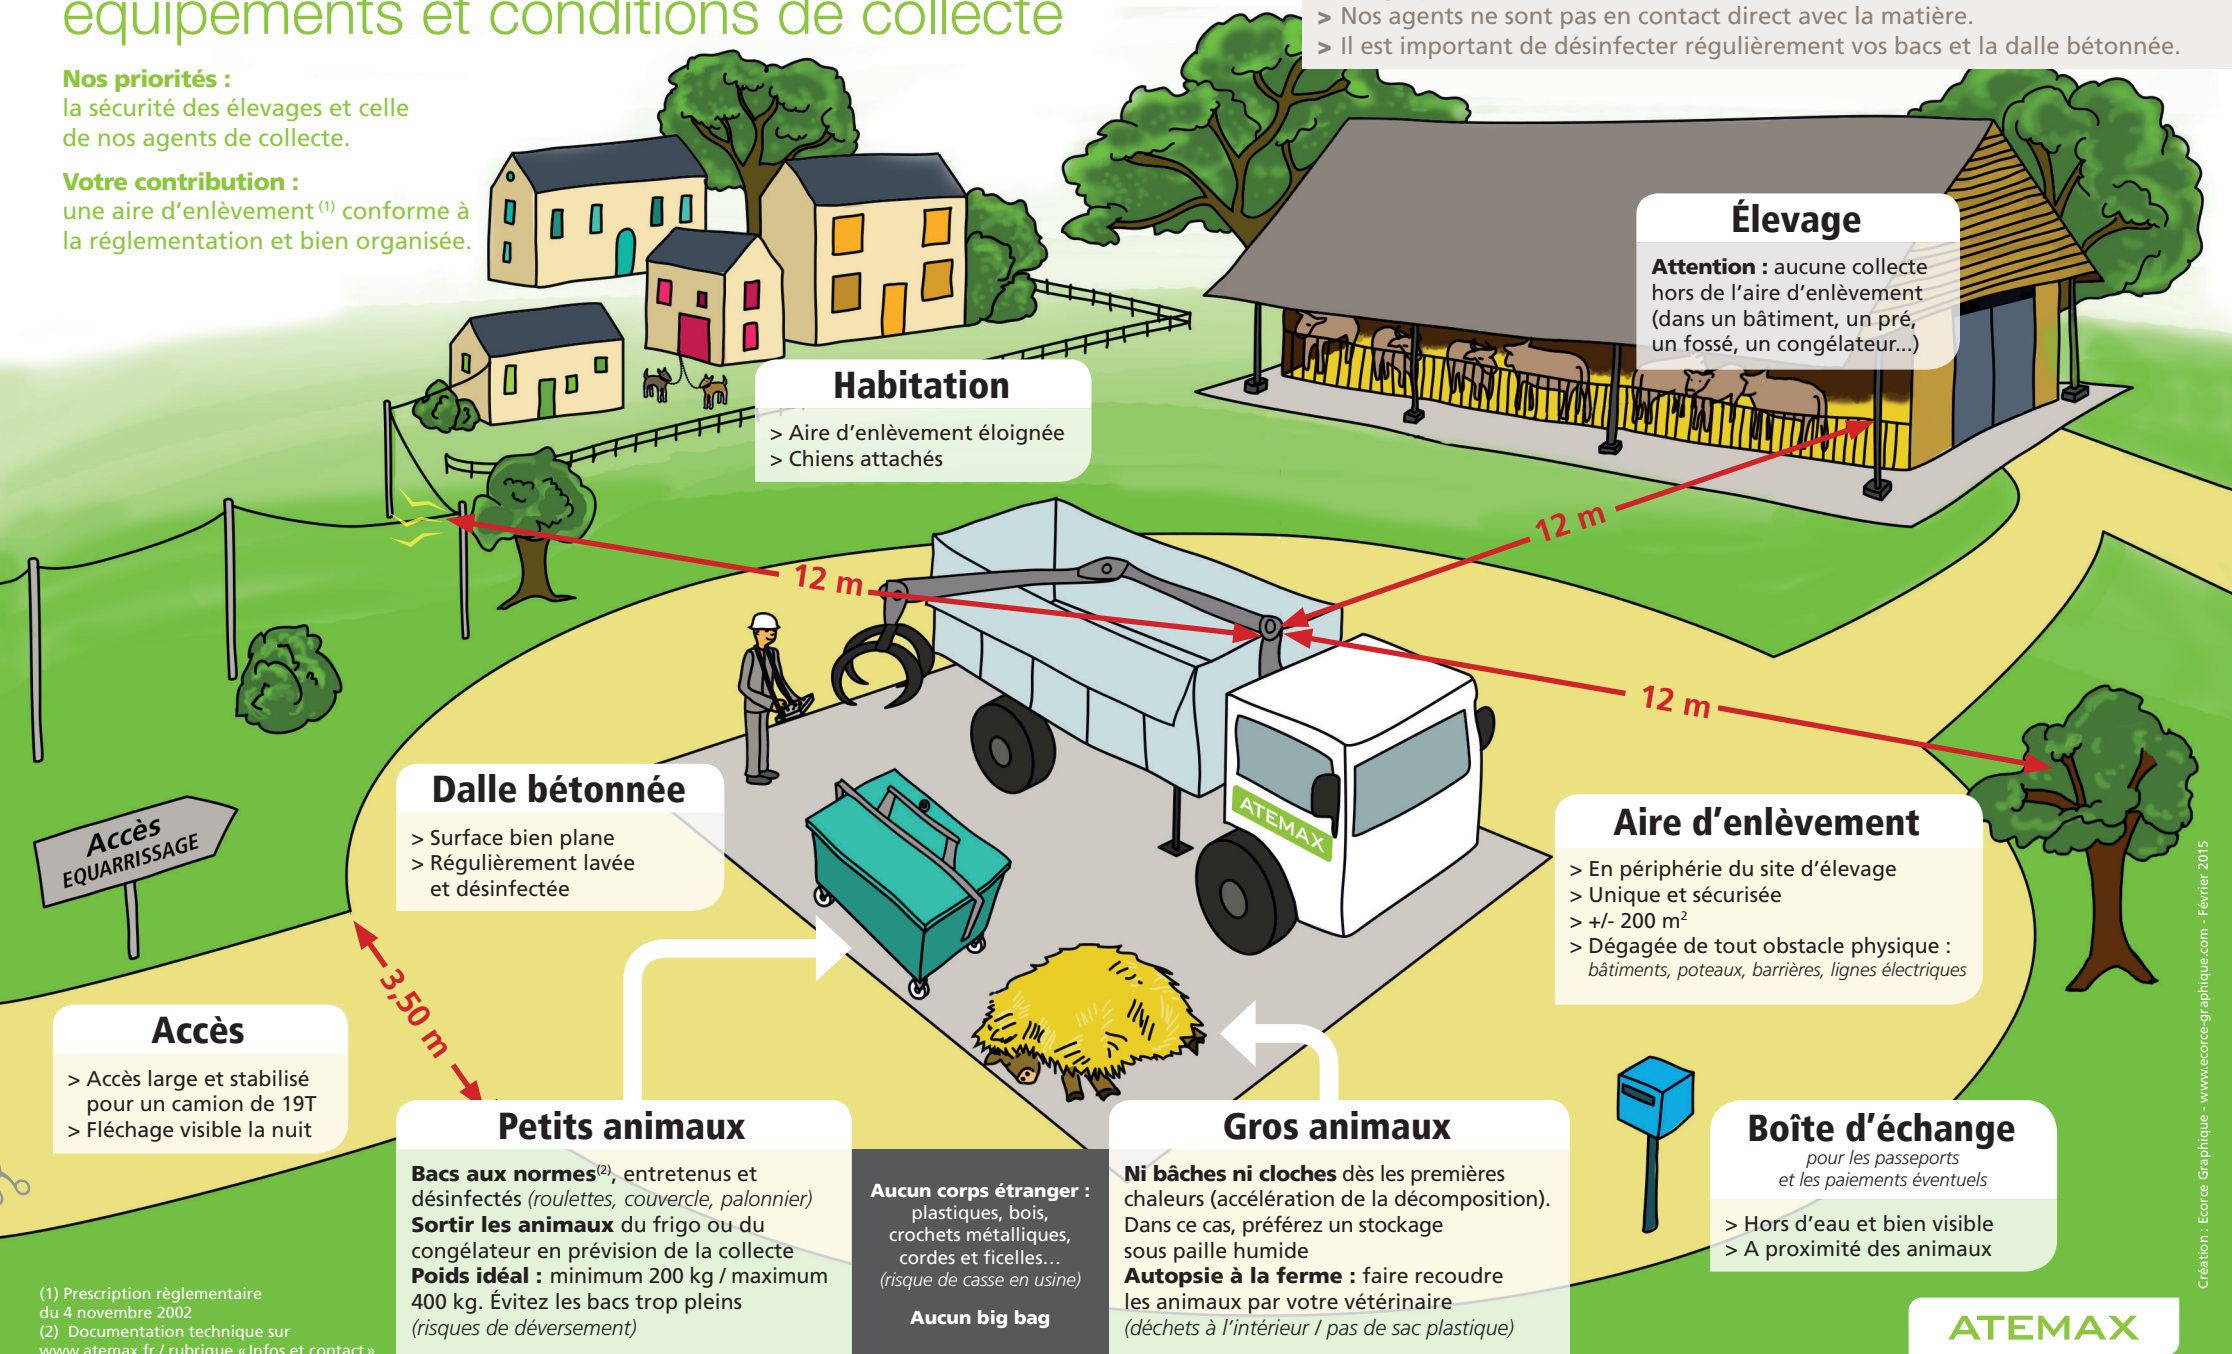 équipements et conditions de collecte
> Nos agents ne sont pas en contact direct avec la matière.
> Il est important de désinfecter régulièrement vos bacs et la dalle bétonnée.
Nos priorités :
la sécurité des élevages et celle
de nos agents de collecte.
Votre contribution :
une aire d'enlèvement (1) conforme à
la réglementation et bien organisée.
Élevage
Attention : aucune collecte
hors de l'aire d'enlèvement
(dans un bâtiment, un pré,
un fossé, un congélateur...)
Habitation
> Aire d'enlèvement éloignée
> Chiens attachés
12 m
12 m
12 m
Dalle bétonnée
> Surface bien plane
> Régulièrement lavée
et désinfectée
ATEMAX
Aire d'enlèvement
> En périphérie du site d'élevage
> Unique et sécurisée
> +/- 200 m²
> Dégagée de tout obstacle physique :
bâtiments, poteaux, barrières, lignes électriques
Accès
EQUARRISSAGE
3,50 m
Accès
> Accès large et stabilisé
pour un camion de 19T
> Fléchage visible la nuit
Petits animaux
Bacs aux normes(2), entretenus et
désinfectés (roulettes, couvercle, palonnier)
Sortir les animaux du frigo ou du
congélateur en prévision de la collecte
Poids idéal : minimum 200 kg / maximum
400 kg. Évitez les bacs trop pleins
(risques de déversement)
Aucun corps étranger :
plastiques, bois,
crochets métalliques,
cordes et ficelles...
(risque de casse en usine)
Aucun big bag
Gros animaux
Ni bâches ni cloches dès les premières
chaleurs (accélération de la décomposition).
Dans ce cas, préférez un stockage
sous paille humide
Autopsie à la ferme : faire recoudre
les animaux par votre vétérinaire
(déchets à l'intérieur / pas de sac plastique)
Boîte d'échange
pour les passeports
et les paiements éventuels
> Hors d'eau et bien visible
> A proximité des animaux
(1) Prescription règlementaire
du 4 novembre 2002
(2) Documentation technique sur
www.atemax.fr / rubrique « Infos et contact »
ATEMAX
Création : Ecorce Graphique - www.ecorce-graphique.com - Février 2015